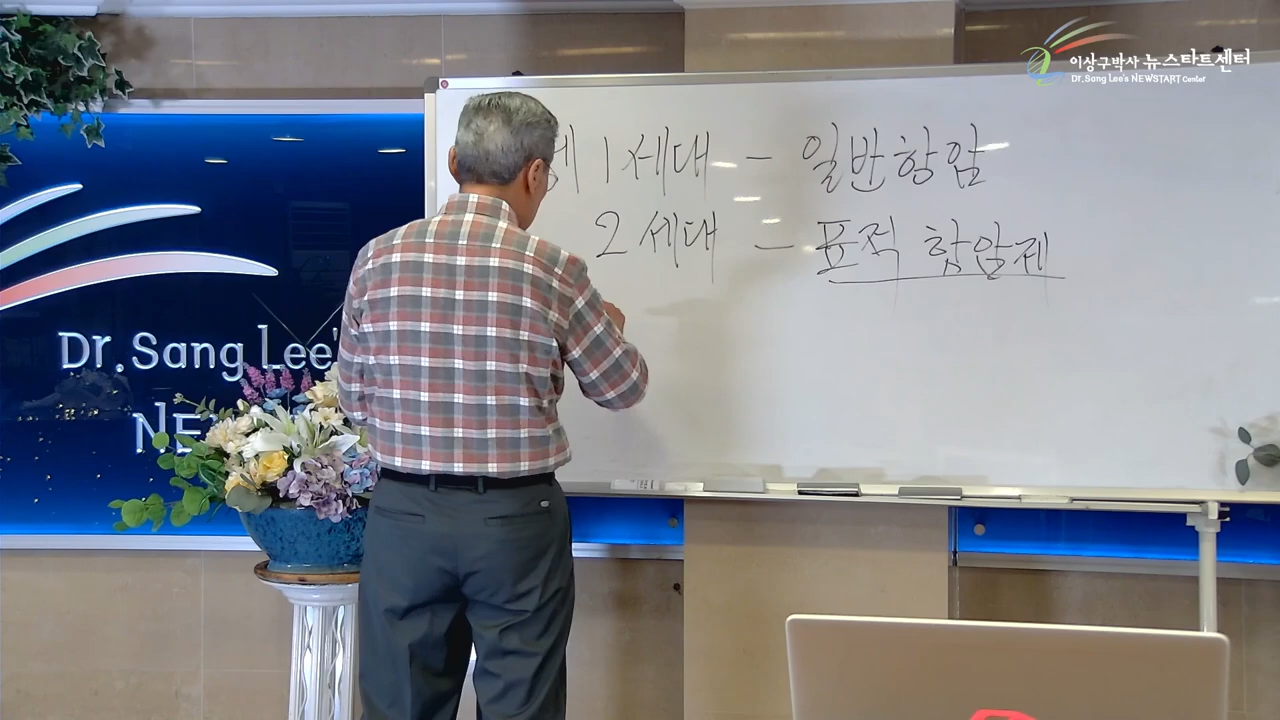 이상구박사 뉴스타트센터
Dr.Sang Lee's NEWSTART Center
제 1 세대 - 일반항암
2 세대 - 표적 항암제
Dr.Sang Lee's